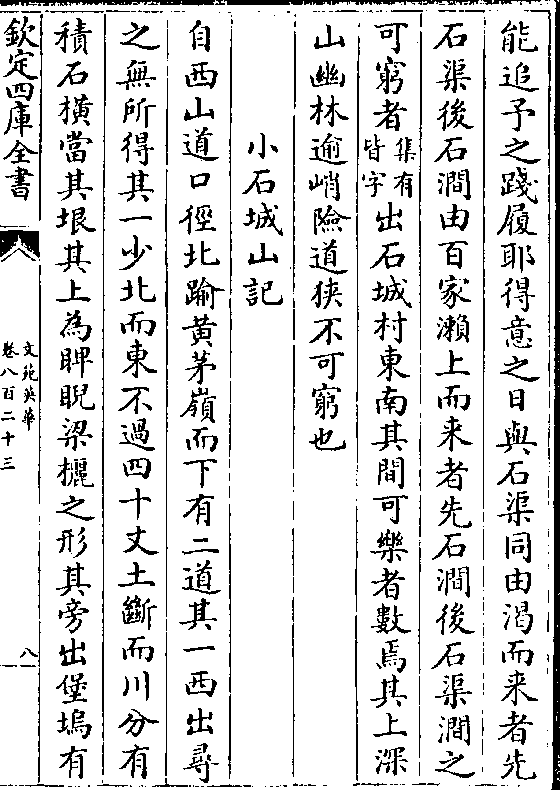 能追予之踐履耶得意之日與石渠同由渴而来者先
石渠後石澗由百家瀨上而来者先石澗後石渠澗之
可窮者集有皆字出石城村東南其間可樂者數焉其上深
山幽林逾峭險道狹不可窮也
小石城山記
自西山道口徑北踰黄茅嶺而下有二道其一西出尋
之無所得其一少北而東不過四十丈土斷而川分有
積石橫當其垠其上為睥睨梁欐之形其旁出堡塢有
欽定四庫全書
文苑英華
卷八百二十三
八